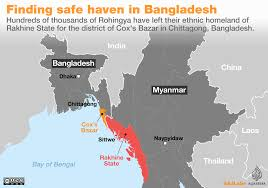 Finding safe haven in Bangladesh
Hundreds of thousands of Rohingya have left their ethnic homeland of
Rakhine State for the district of Cox's Bazar in Chittagong, Bangladesh.
India
Bangladesh
Dhaka
China
Chittagong
Myanmar
Cox's
Bazar
Sittwe
Naypyidaw
Laos
Rakhine
State
Bay of Bengal
Thailand
@AJLabs
ALJAZEERA